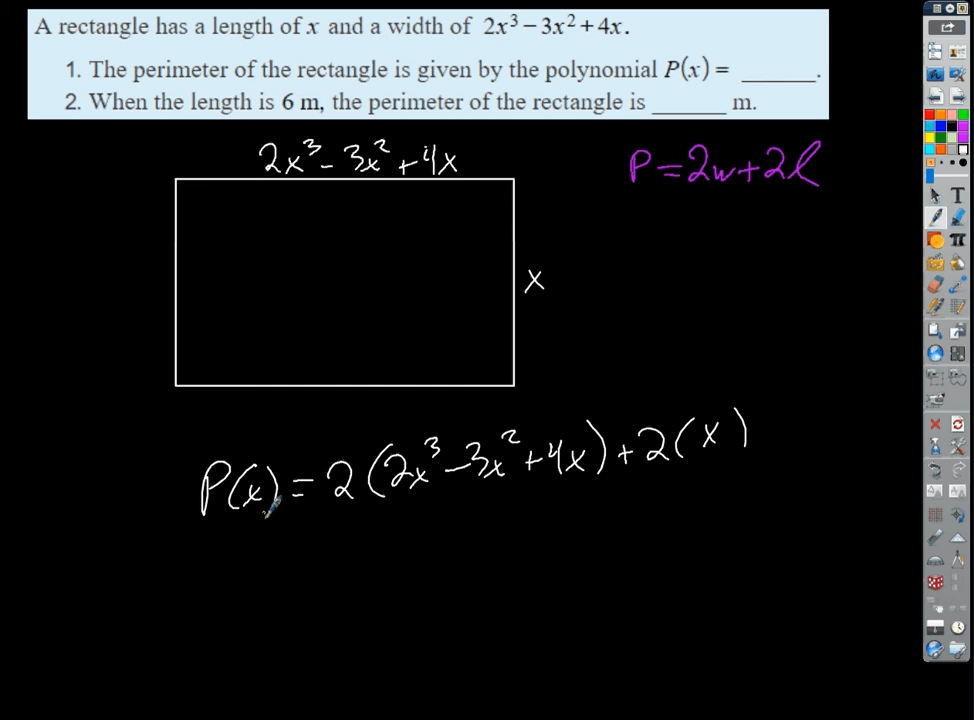 A rectangle has a length of x and a width of 2x³ − 3x² + 4x.
1. The perimeter of the rectangle is given by the polynomial P(x) = ______.
2. When the length is 6 m, the perimeter of the rectangle is ______ m.
2x³ − 3x² + 4x
P = 2w + 2l
x
P(x) = 2(2x³ − 3x² + 4x) + 2(x)